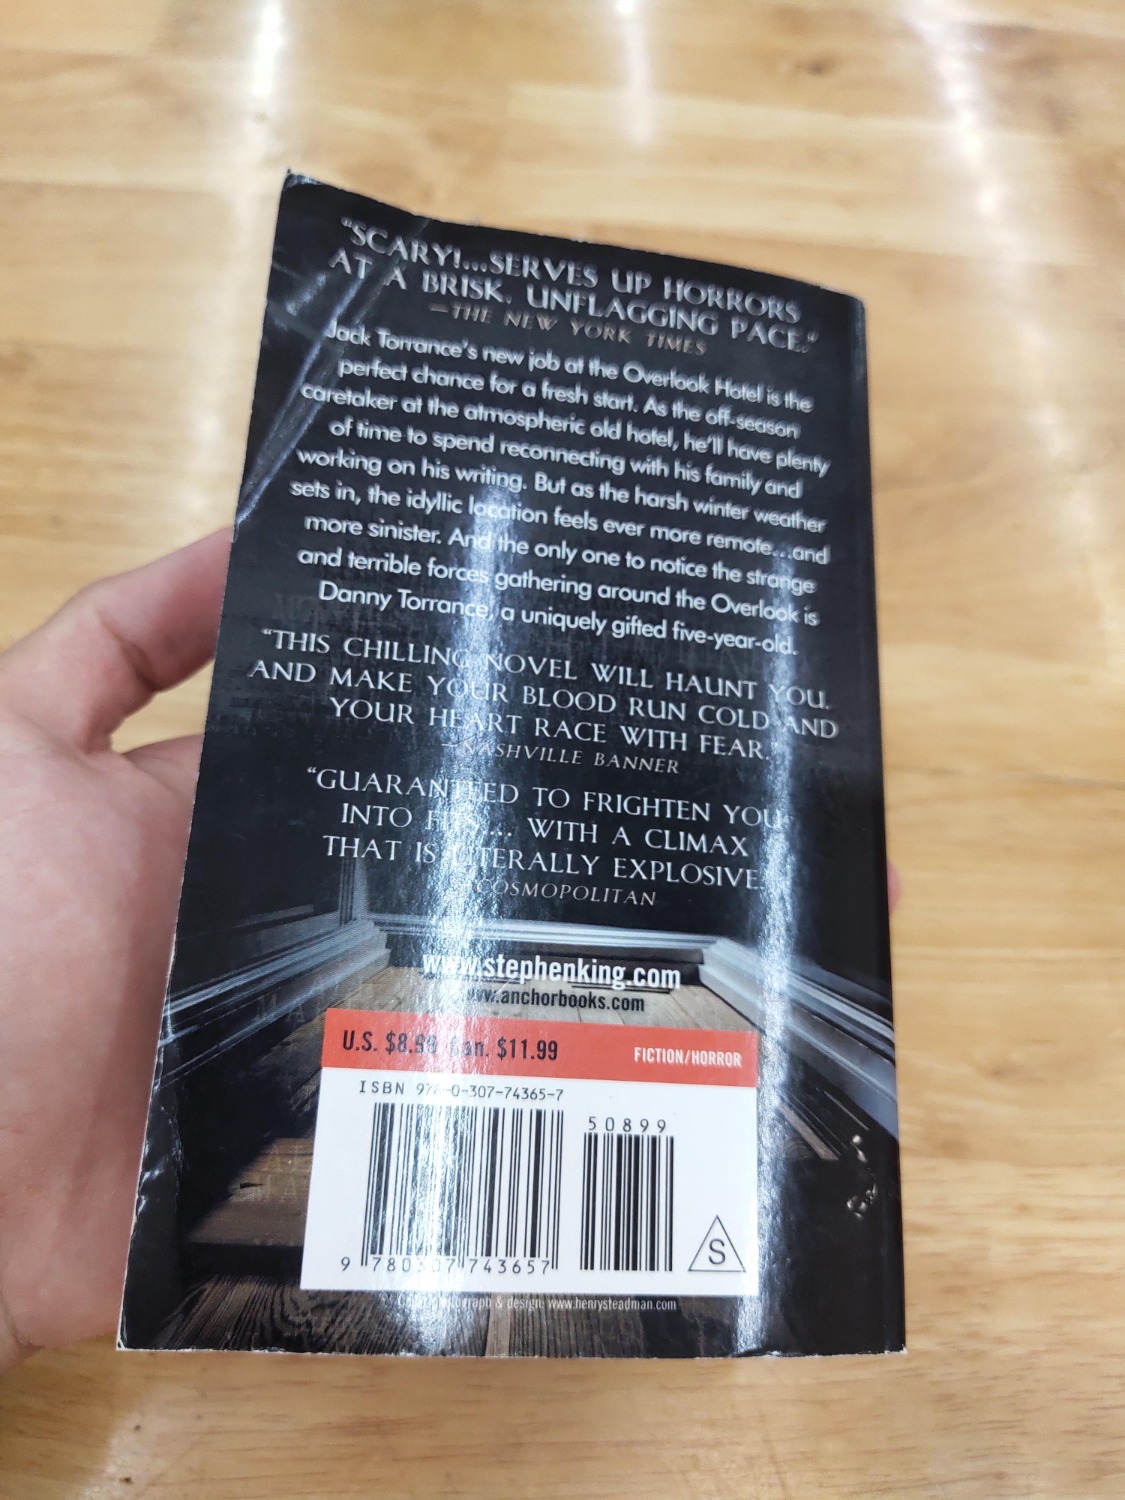 "SCARY!...SERVES UP HORRORS
AT A BRISK, UNFLAGGING PACE."
—THE NEW YORK TIMES
Jack Torrance's new job at the Overlook Hotel is the
perfect chance for a fresh start. As the off-season
caretaker at the atmospheric old hotel, he'll have plenty
of time to spend reconnecting with his family and
working on his writing. But as the harsh winter weather
sets in, the idyllic location feels ever more remote...and
more sinister. And the only one to notice the strange
and terrible forces gathering around the Overlook is
Danny Torrance, a uniquely gifted five-year-old.
"THIS CHILLING NOVEL WILL HAUNT YOU,
AND MAKE YOUR BLOOD RUN COLD AND
YOUR HEART RACE WITH FEAR."
—NASHVILLE BANNER
"GUARANTEED TO FRIGHTEN YOU
INTO FITS... WITH A CLIMAX
THAT IS LITERALLY EXPLOSIVE.
COSMOPOLITAN
www.stephenking.com
www.anchorbooks.com
U.S. $8.99 Can. $11.99 FICTION/HORROR
ISBN 978-0-307-74365-7
50899
9 780307 743657
S
photograph & design: www.henrysteadman.com